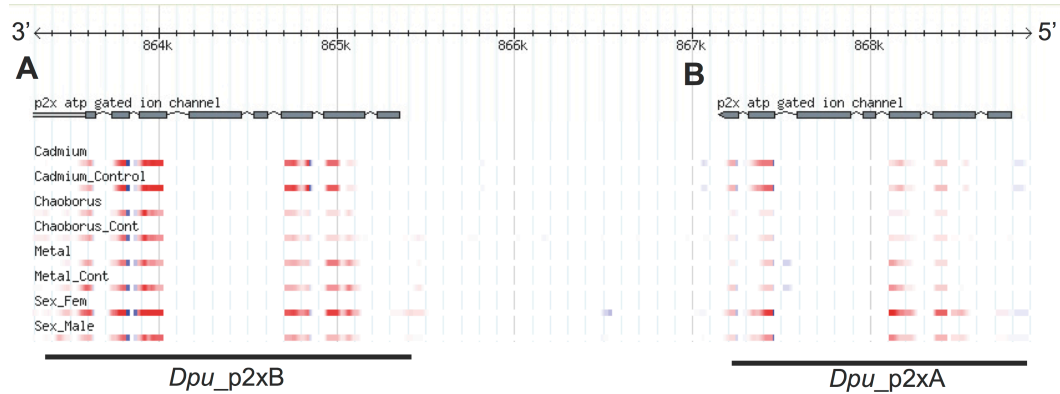 3’ 5’
864k 865k 866k 867k 868k
A B
p2x atp gated ion channel p2x atp gated ion channel
Cadmium
Cadmium_Control
Chaoborus
Chaoborus_Cont
Metal
Metal_Cont
Sex_Fem
Sex_Male
Dpu_p2xB Dpu_p2xA